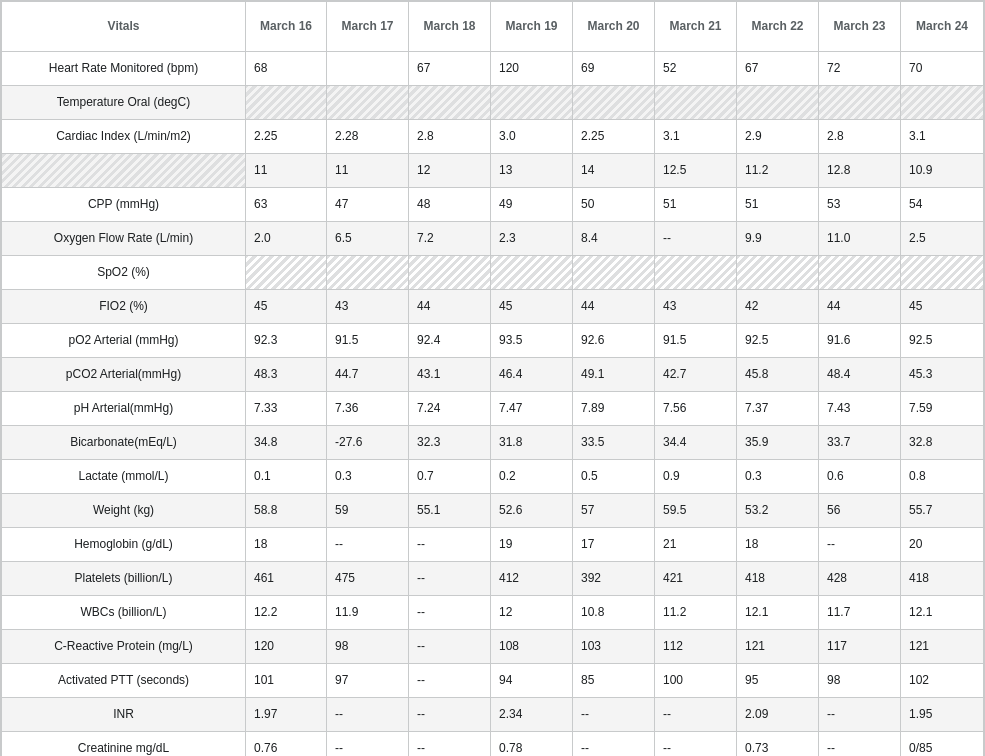 Vitals March 16 March 17 March 18 March 19 March 20 March 21 March 22 March 23 March 24
Heart Rate Monitored (bpm) 68 67 120 69 52 67 72 70
Temperature Oral (degC)
Cardiac Index (L/min/m2) 2.25 2.28 2.8 3.0 2.25 3.1 2.9 2.8 3.1
11 11 12 13 14 12.5 11.2 12.8 10.9
CPP (mmHg) 63 47 48 49 50 51 51 53 54
Oxygen Flow Rate (L/min) 2.0 6.5 7.2 2.3 8.4 -- 9.9 11.0 2.5
SpO2 (%)
FIO2 (%) 45 43 44 45 44 43 42 44 45
pO2 Arterial (mmHg) 92.3 91.5 92.4 93.5 92.6 91.5 92.5 91.6 92.5
pCO2 Arterial(mmHg) 48.3 44.7 43.1 46.4 49.1 42.7 45.8 48.4 45.3
pH Arterial(mmHg) 7.33 7.36 7.24 7.47 7.89 7.56 7.37 7.43 7.59
Bicarbonate(mEq/L) 34.8 -27.6 32.3 31.8 33.5 34.4 35.9 33.7 32.8
Lactate (mmol/L) 0.1 0.3 0.7 0.2 0.5 0.9 0.3 0.6 0.8
Weight (kg) 58.8 59 55.1 52.6 57 59.5 53.2 56 55.7
Hemoglobin (g/dL) 18 -- -- 19 17 21 18 -- 20
Platelets (billion/L) 461 475 -- 412 392 421 418 428 418
WBCs (billion/L) 12.2 11.9 -- 12 10.8 11.2 12.1 11.7 12.1
C-Reactive Protein (mg/L) 120 98 -- 108 103 112 121 117 121
Activated PTT (seconds) 101 97 -- 94 85 100 95 98 102
INR 1.97 -- -- 2.34 -- -- 2.09 -- 1.95
Creatinine mg/dL 0.76 -- -- 0.78 -- -- 0.73 -- 0/85